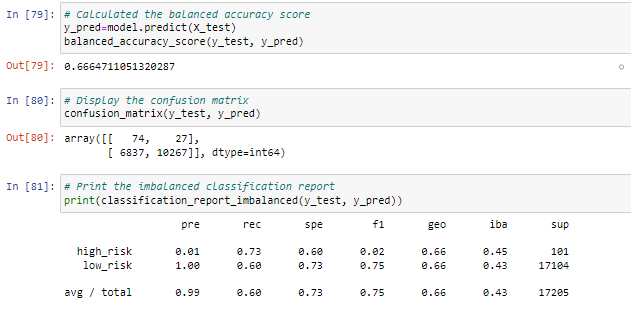 In [79]: # Calculated the balanced accuracy score
y_pred=model.predict(X_test)
balanced_accuracy_score(y_test, y_pred)
Out[79]: 0.6664711051320287
In [80]: # Display the confusion matrix
confusion_matrix(y_test, y_pred)
Out[80]: array([[   74,    27],
[ 6837, 10267]], dtype=int64)
In [81]: # Print the imbalanced classification report
print(classification_report_imbalanced(y_test, y_pred))
pre rec spe f1 geo iba sup
high_risk 0.01 0.73 0.60 0.02 0.66 0.45 101
low_risk 1.00 0.60 0.73 0.75 0.66 0.43 17104
avg / total 0.99 0.60 0.73 0.75 0.66 0.43 17205